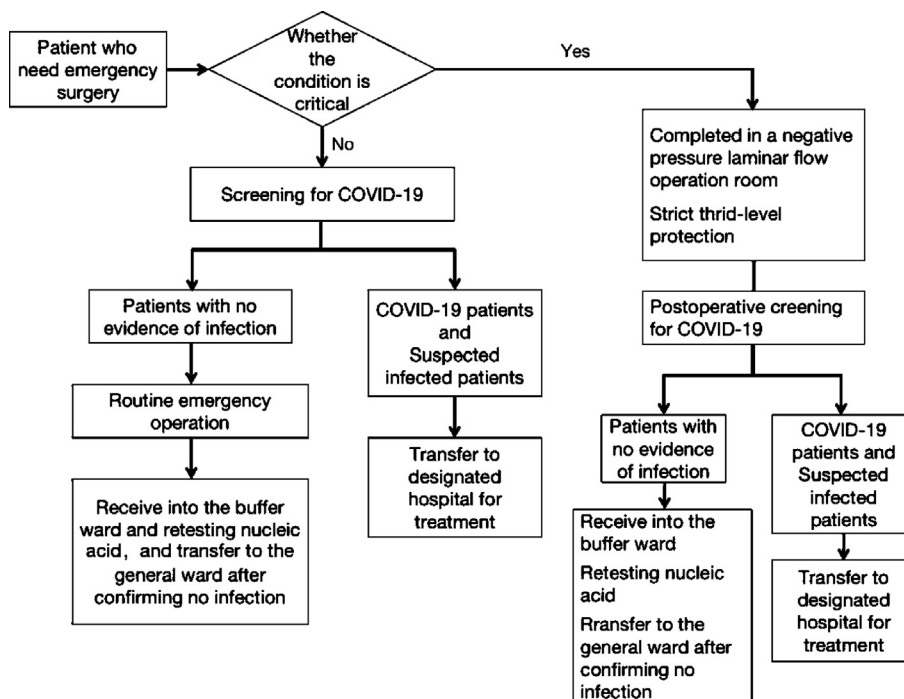 Patient who
need emergency
surgery
Whether
the
condition is
critical
Yes
No
Screening for COVID-19
Patients with no
evidence of infection
Routine emergency
operation
Receive into the buffer
ward and retesting nucleic
acid, and transfer to the
general ward after
confirming no infection
COVID-19 patients
and
Suspected
infected patients
Transfer to
designated
hospital for
treatment
Completed in a negative
pressure laminar flow
operation room
Strict thrid-level
protection
Postoperative creening
for COVID-19
Patients with
no evidence
of infection
Receive into the
buffer ward
Retesting nucleic
acid
Rransfer to the
general ward after
confirming no
infection
COVID-19
patients and
Suspected
infected
patients
Transfer to
designated
hospital for
treatment